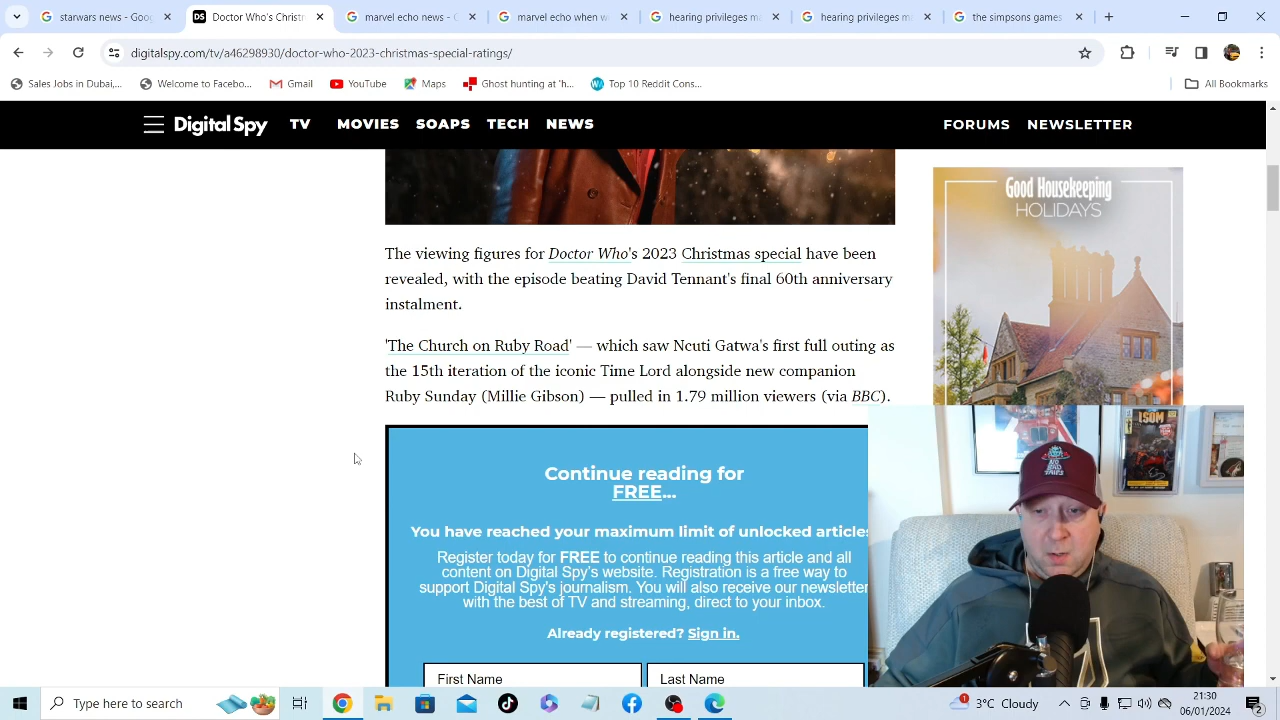 starwars news - Goo
DS Doctor Who's Christm
marvel echo news - G
marvel echo when w
hearing privileges ma
hearing privileges ma
the simpsons games
digitalspy.com/tv/a46298930/doctor-who-2023-christmas-special-ratings/
Sales Jobs in Dubai,...
Welcome to Facebo...
Gmail
YouTube
Maps
Ghost hunting at 'h...
Top 10 Reddit Cons...
All Bookmarks
Digital Spy
TV
MOVIES
SOAPS
TECH
NEWS
FORUMS
NEWSLETTER
Good Housekeeping
HOLIDAYS
The viewing figures for Doctor Who's 2023 Christmas special have been
revealed, with the episode beating David Tennant's final 60th anniversary
instalment.
'The Church on Ruby Road' — which saw Ncuti Gatwa's first full outing as
the 15th iteration of the iconic Time Lord alongside new companion
Ruby Sunday (Millie Gibson) — pulled in 1.79 million viewers (via BBC).
ISOM
Continue reading for
FREE...
You have reached your maximum limit of unlocked articles
Register today for FREE to continue reading this article and all
content on Digital Spy's website. Registration is a free way to
support Digital Spy's journalism. You will also receive our newsletter
with the best of TV and streaming, direct to your inbox.
Already registered? Sign in.
First Name
Last Name
Type here to search
1
3°C Cloudy
21:30
06/01/2024
2